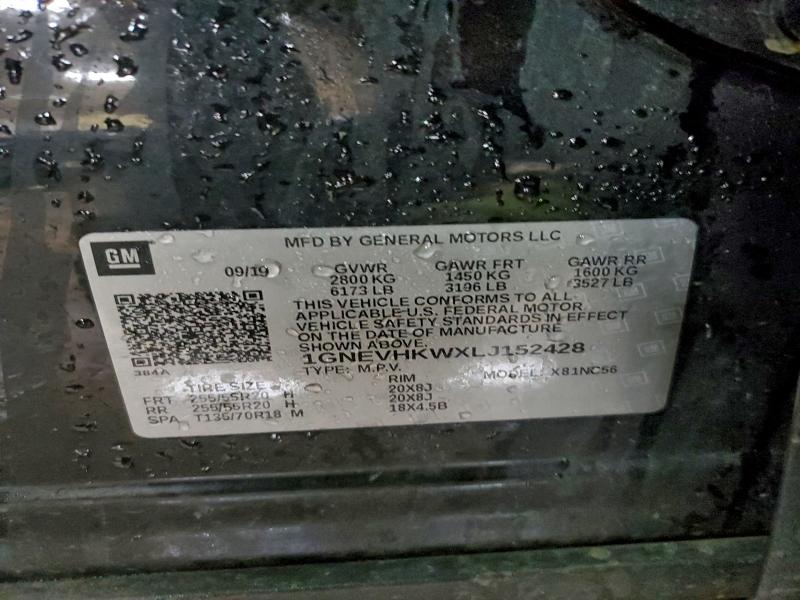 GM
MFD BY GENERAL MOTORS LLC
09/19 GVWR GAWR FRT GAWR RR
2800 KG 1450 KG 1600 KG
6173 LB 3196 LB 3527 LB
THIS VEHICLE CONFORMS TO ALL
APPLICABLE U.S. FEDERAL MOTOR
VEHICLE SAFETY STANDARDS IN EFFECT
ON THE DATE OF MANUFACTURE
SHOWN ABOVE.
1GNEVHKWXLJ152428
384A
TYPE: M.P.V. MODEL: X81NC56
TIRE SIZE RIM
FRT 255/55R20 H 20X8J
RR 255/55R20 H 20X8J
SPA T135/70R18 M 18X4.5B